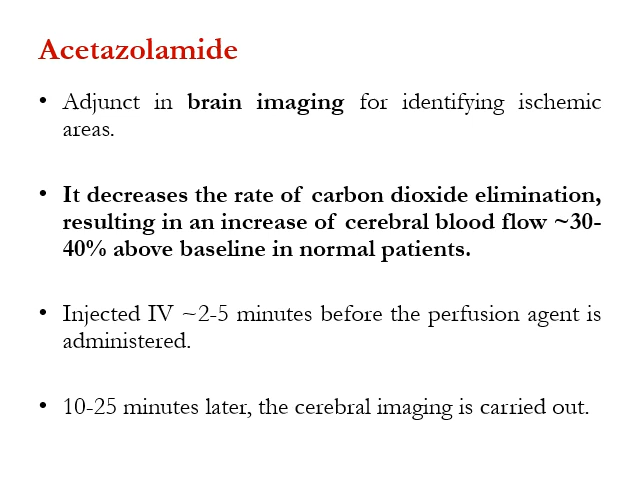 Acetazolamide
• Adjunct in brain imaging for identifying ischemic
areas.
• It decreases the rate of carbon dioxide elimination,
resulting in an increase of cerebral blood flow ~30-
40% above baseline in normal patients.
• Injected IV ~2-5 minutes before the perfusion agent is
administered.
• 10-25 minutes later, the cerebral imaging is carried out.